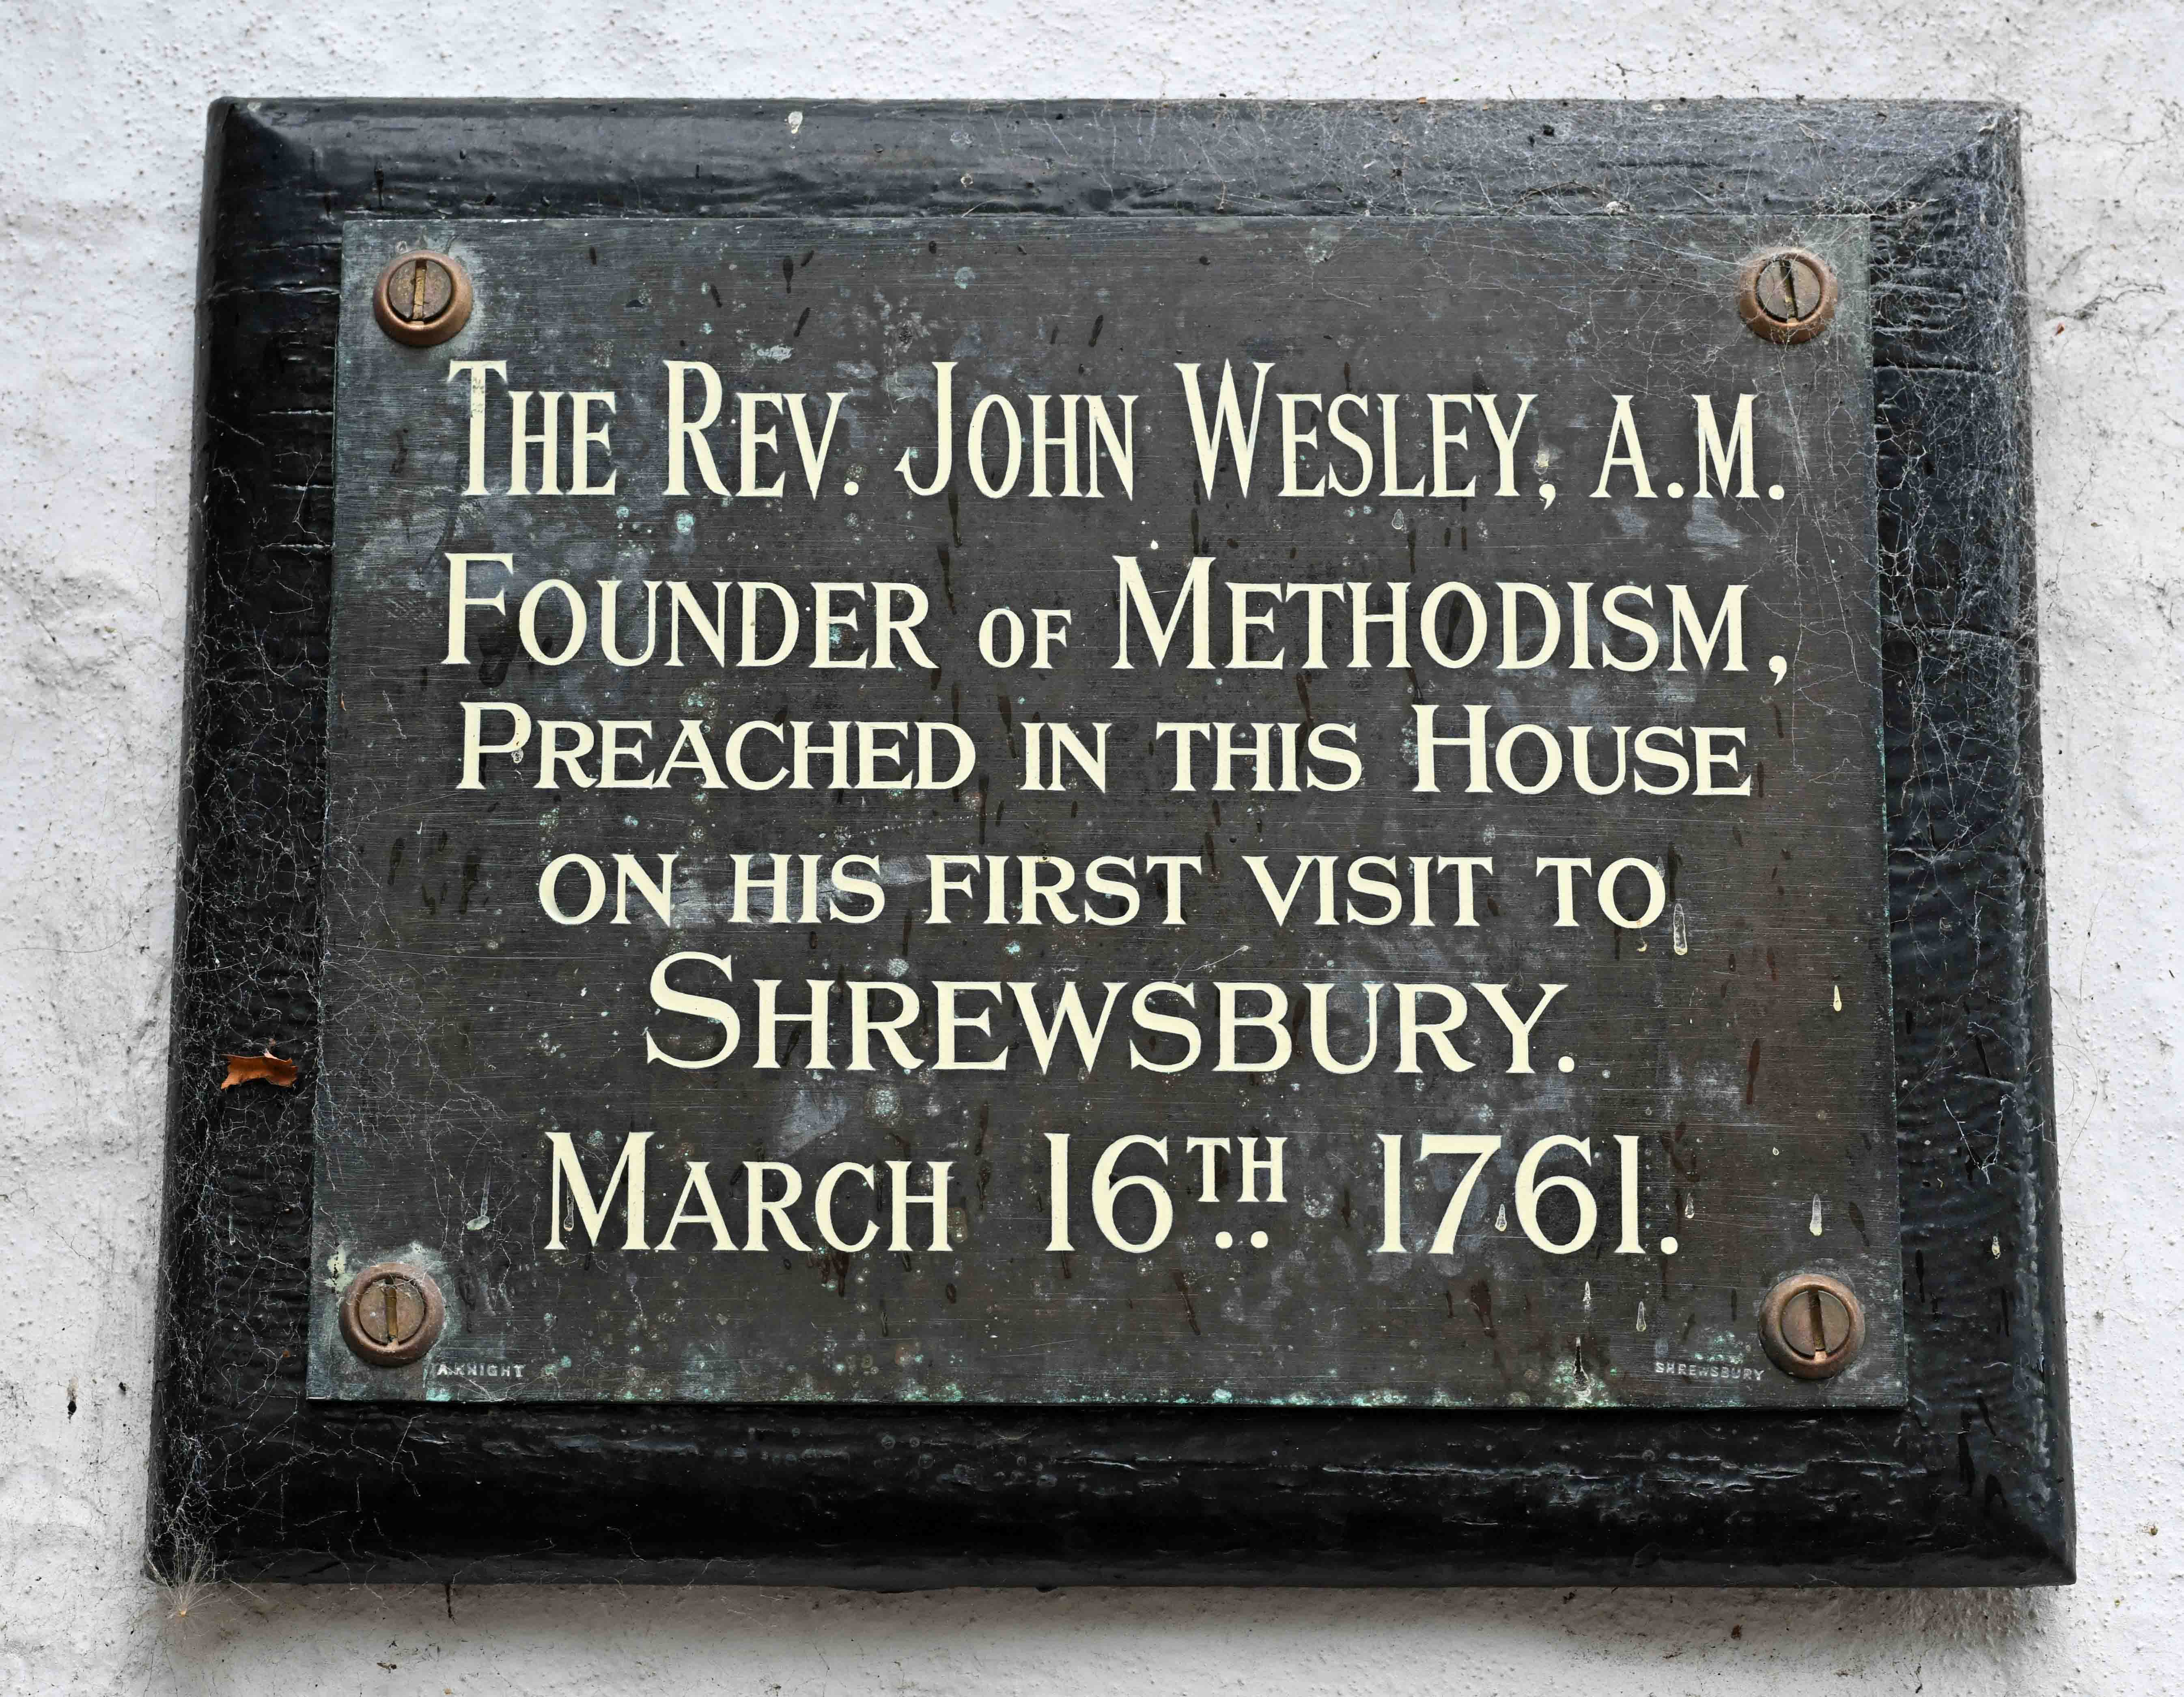 THE REV. JOHN WESLEY, A.M.
FOUNDER OF METHODISM,
PREACHED IN THIS HOUSE
ON HIS FIRST VISIT TO
SHREWSBURY.
MARCH 16TH 1761.
A.KNIGHT SHREWSBURY